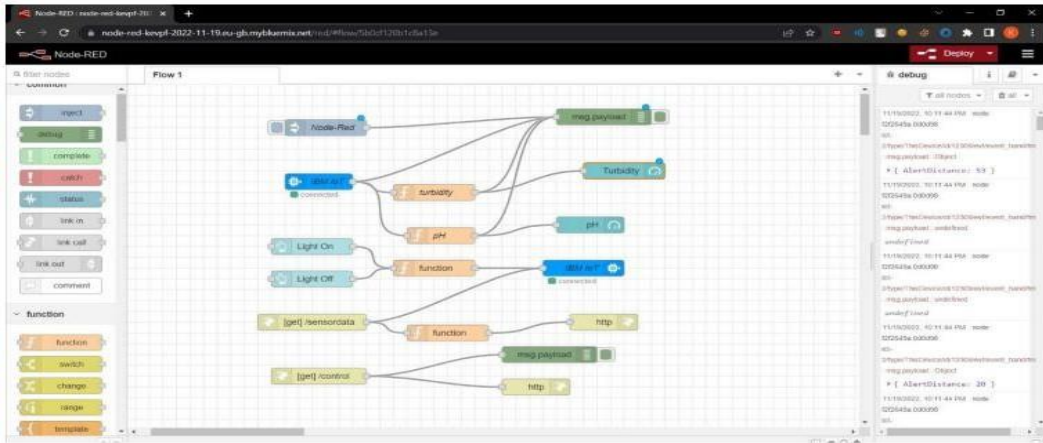 Node-RED : node-red-kevpf-202
node-red-kevpf-2022-11-19.eu-gb.mybluemix.net/red/#flow/
Node-RED
Deploy
filter nodes
Flow 1
debug
all nodes
all
common
inject
debug
complete
catch
status
link in
link call
link out
comment
function
function
switch
change
range
template
Node-Red
msg.payload
IBM IoT
connected
turbidity
Turbidity
pH
pH
Light On
Light Off
function
IBM IoT
connected
[get] /sensordata
function
http
msg.payload
[get] /control
http
11/19/2022, 10:11:44 PM node:
msg.payload : Object
{ AlertDistance: 53 }
11/19/2022, 10:11:44 PM node:
msg.payload : undefined
undefined
11/19/2022, 10:11:44 PM node:
msg.payload : undefined
undefined
11/19/2022, 10:11:44 PM node:
msg.payload : Object
{ AlertDistance: 20 }
11/19/2022, 10:11:44 PM node: